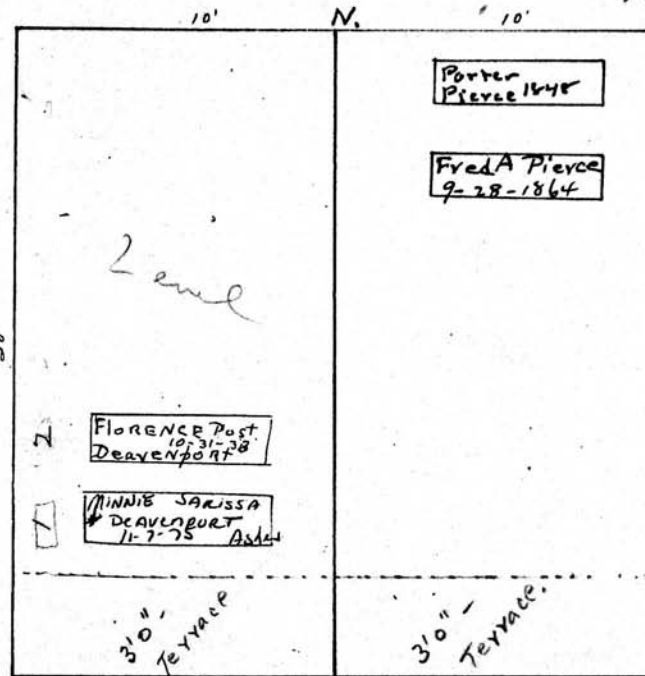 10' N. 10'
Porter
Pierce 1848
Fred A Pierce
9-28-1864
2
FLORENCE Post
10-31-38
DEAVENPORT
1
MINNIE SARISSA
DEAVENPORT
11-7-75 Ashes
3'0"-
Terrace
3'0"-
Terrace.